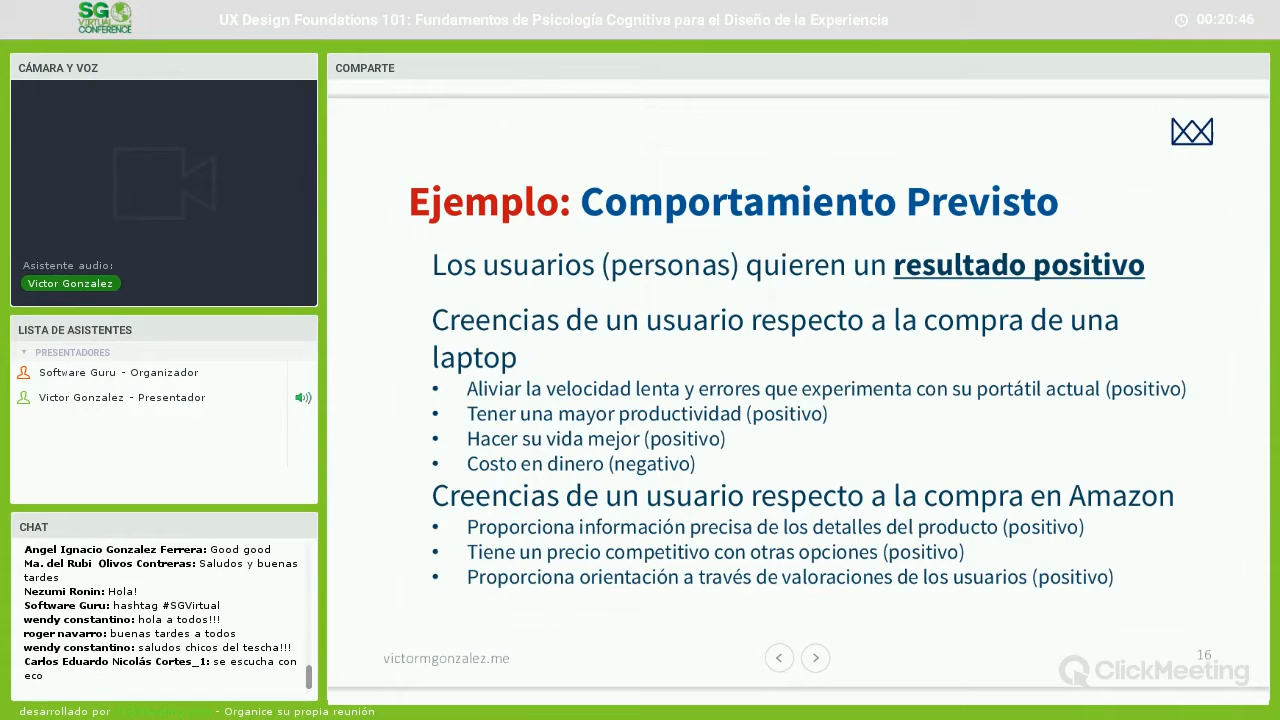 SG
VIRTUAL
CONFERENCE
UX Design Foundations 101: Fundamentos de Psicología Cognitiva para el Diseño de la Experiencia
00:20:46
CÁMARA Y VOZ
Asistente audio:
Victor Gonzalez
LISTA DE ASISTENTES
PRESENTADORES
Software Guru - Organizador
Victor Gonzalez - Presentador
CHAT
Angel Ignacio Gonzalez Ferrera: Good good
Ma. del Rubi Olivos Contreras: Saludos y buenas
tardes
Nezumi Ronin: Hola!
Software Guru: hashtag #SGVirtual
wendy constantino: hola a todos!!!
roger navarro: buenas tardes a todos
wendy constantino: saludos chicos del tescha!!!
Carlos Eduardo Nicolás Cortes_1: se escucha con
eco
desarrollado por - Organice su propia reunión
COMPARTE
Ejemplo: Comportamiento Previsto
Los usuarios (personas) quieren un resultado positivo
Creencias de un usuario respecto a la compra de una
laptop
• Aliviar la velocidad lenta y errores que experimenta con su portátil actual (positivo)
• Tener una mayor productividad (positivo)
• Hacer su vida mejor (positivo)
• Costo en dinero (negativo)
Creencias de un usuario respecto a la compra en Amazon
• Proporciona información precisa de los detalles del producto (positivo)
• Tiene un precio competitivo con otras opciones (positivo)
• Proporciona orientación a través de valoraciones de los usuarios (positivo)
victormgonzalez.me
16
ClickMeeting